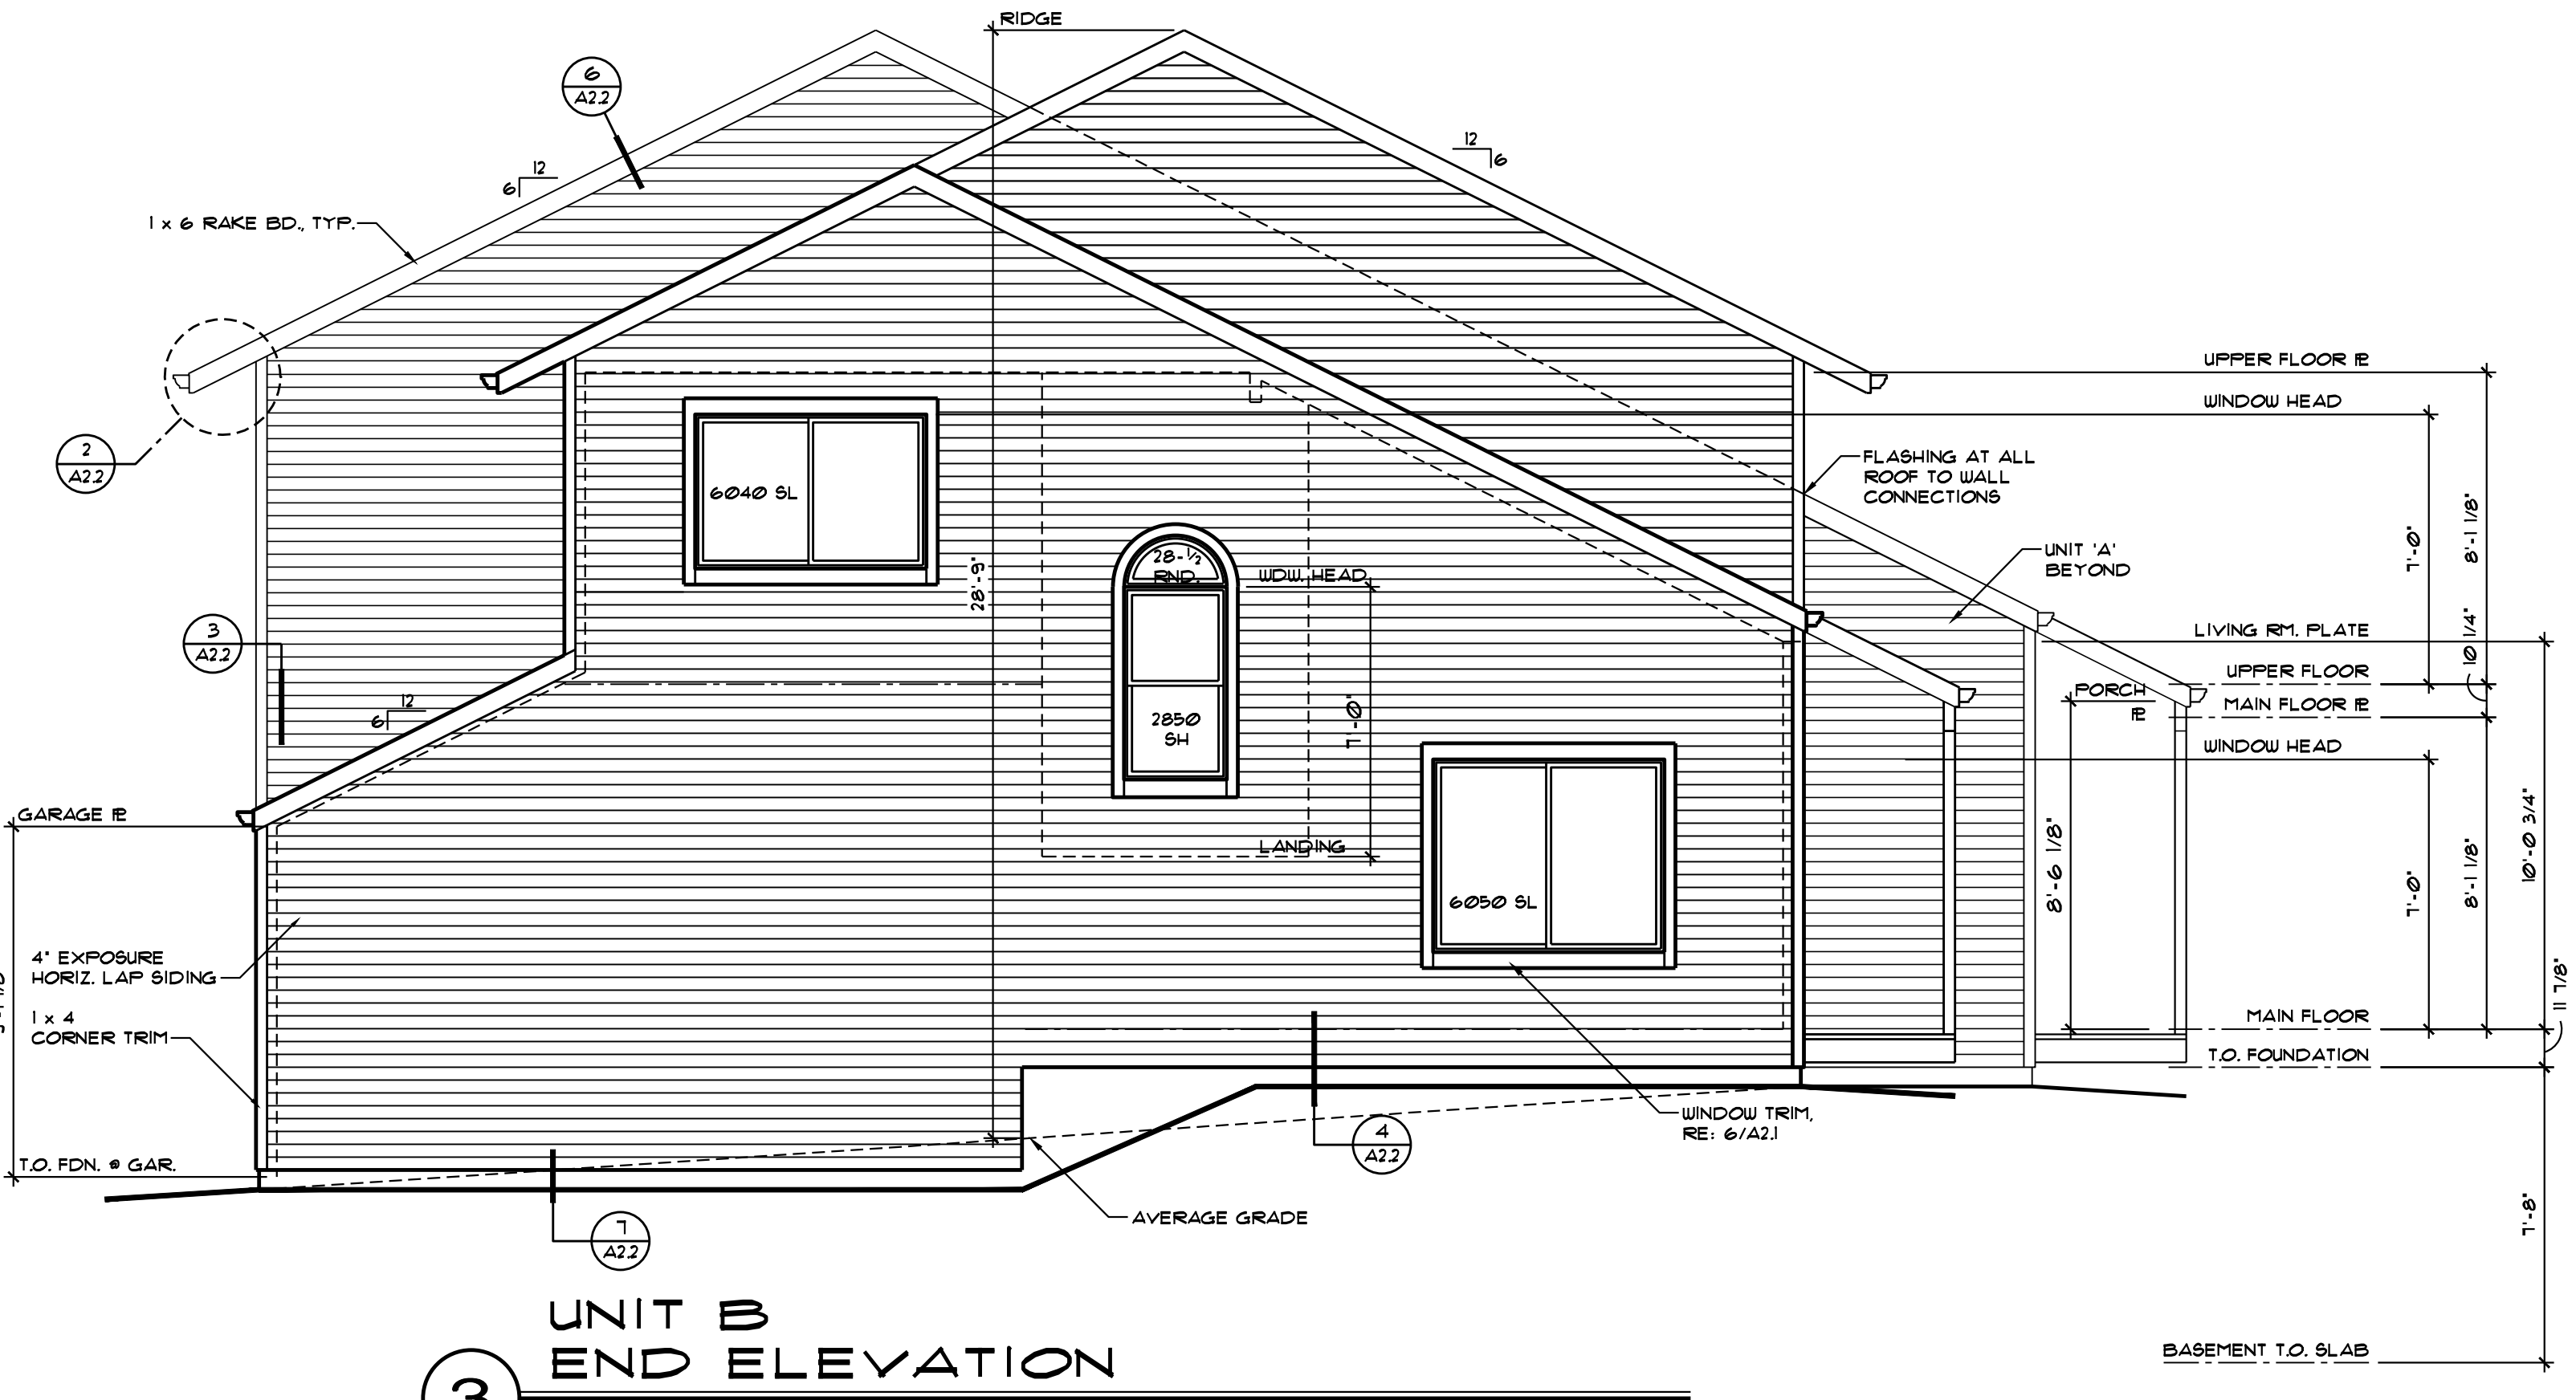 RIDGE
6
A2.2
12
6
12
6
1 x 6 RAKE BD., TYP.
UPPER FLOOR PL
WINDOW HEAD
2
A2.2
FLASHING AT ALL
ROOF TO WALL
CONNECTIONS
6040 SL
7'-0"
8'-1 1/8"
28'-9"
28-1/2
RND.
WDW. HEAD
UNIT 'A'
BEYOND
3
A2.2
LIVING RM. PLATE
10 1/4"
UPPER FLOOR
12
6
PORCH
PL
MAIN FLOOR PL
2850
SH
7'-0"
WINDOW HEAD
GARAGE PL
LANDING
6050 SL
8'-6 1/8"
7'-0"
8'-1 1/8"
10'-0 3/4"
4" EXPOSURE
HORIZ. LAP SIDING
1 x 4
CORNER TRIM
11 7/8"
MAIN FLOOR
T.O. FOUNDATION
WINDOW TRIM,
RE: 6/A2.1
4
A2.2
T.O. FDN. @ GAR.
AVERAGE GRADE
7
A2.2
7'-8"
UNIT B
END ELEVATION
3
BASEMENT T.O. SLAB